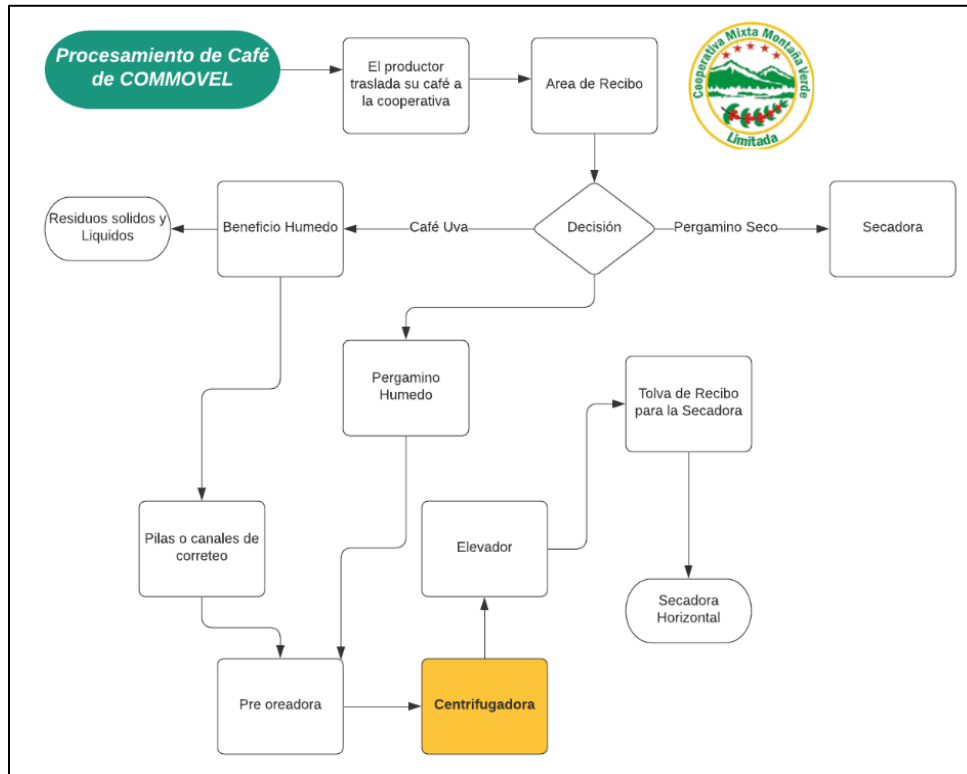 Procesamiento de Café
de COMMOVEL
El productor
traslada su café a
la cooperativa
Area de Recibo
Cooperativa Mixta Montaña Verde
Limitada
Residuos solidos y
Liquidos
Beneficio Humedo
Café Uva
Decisión
Pergamino Seco
Secadora
Pergamino
Humedo
Tolva de Recibo
para la Secadora
Pilas o canales de
correteo
Elevador
Secadora
Horizontal
Pre oreadora
Centrifugadora